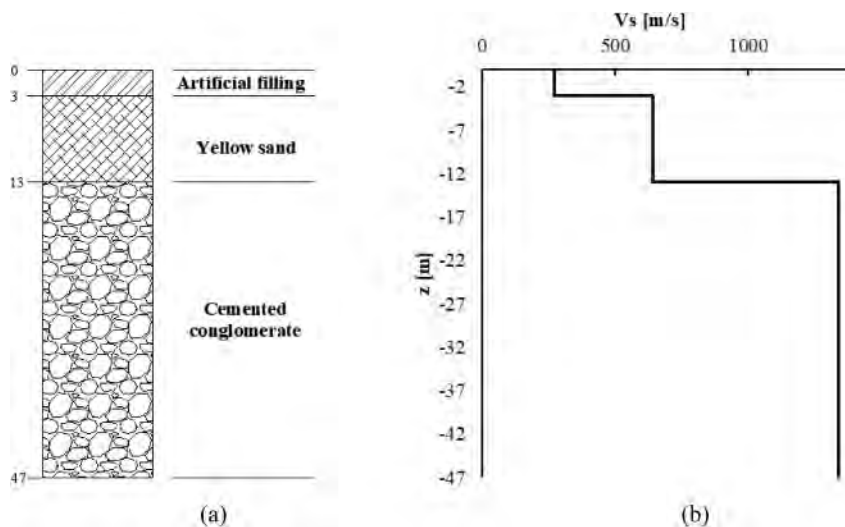 0
Artificial filling
3
Yellow sand
13
Cemented
conglomerate
47
(a)
Vs [m/s]
0 500 1000
-2
-7
-12
-17
-22
z [m]
-27
-32
-37
-42
-47
(b)